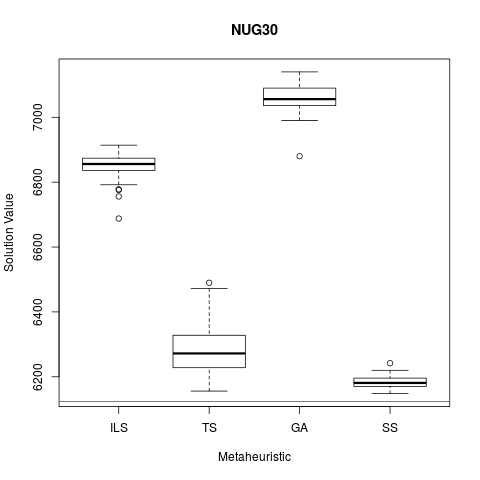 NUG30
Solution Value
7000
6800
6600
6400
6200
ILS TS GA SS
Metaheuristic